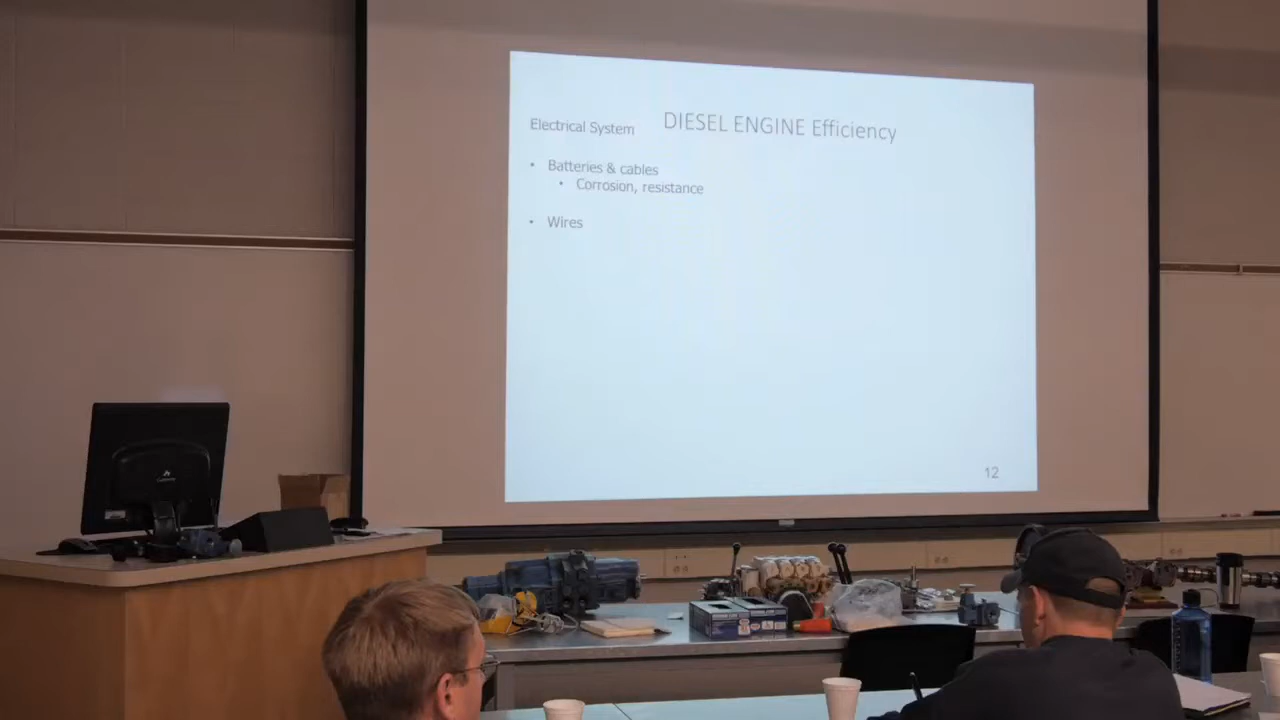 DIESEL ENGINE Efficiency
Electrical System
• Batteries & cables
• Corrosion, resistance
• Wires
12